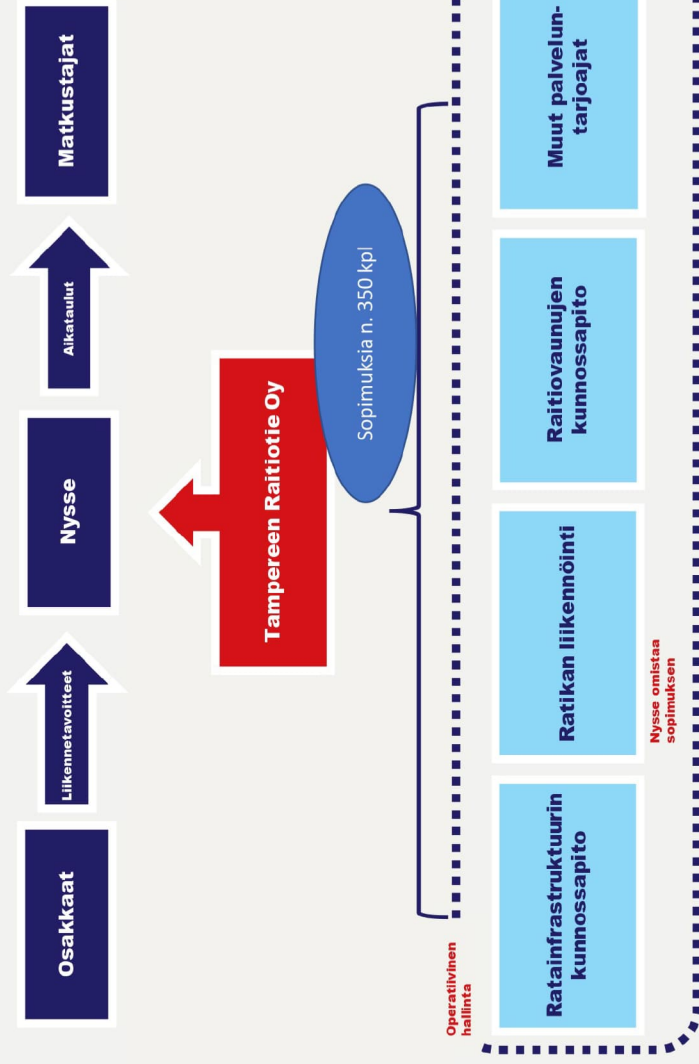 Osakkaat
Liikennetavoitteet
Nysse
Aikataulut
Matkustajat
Tampereen Raitiotie Oy
Sopimuksia n. 350 kpl
Operatiivinen
hallinta
Ratainfrastruktuurin
kunnossapito
Ratikan liikennöinti
Nysse omistaa
sopimuksen
Raitiovaunujen
kunnossapito
Muut palvelun-
tarjoajat